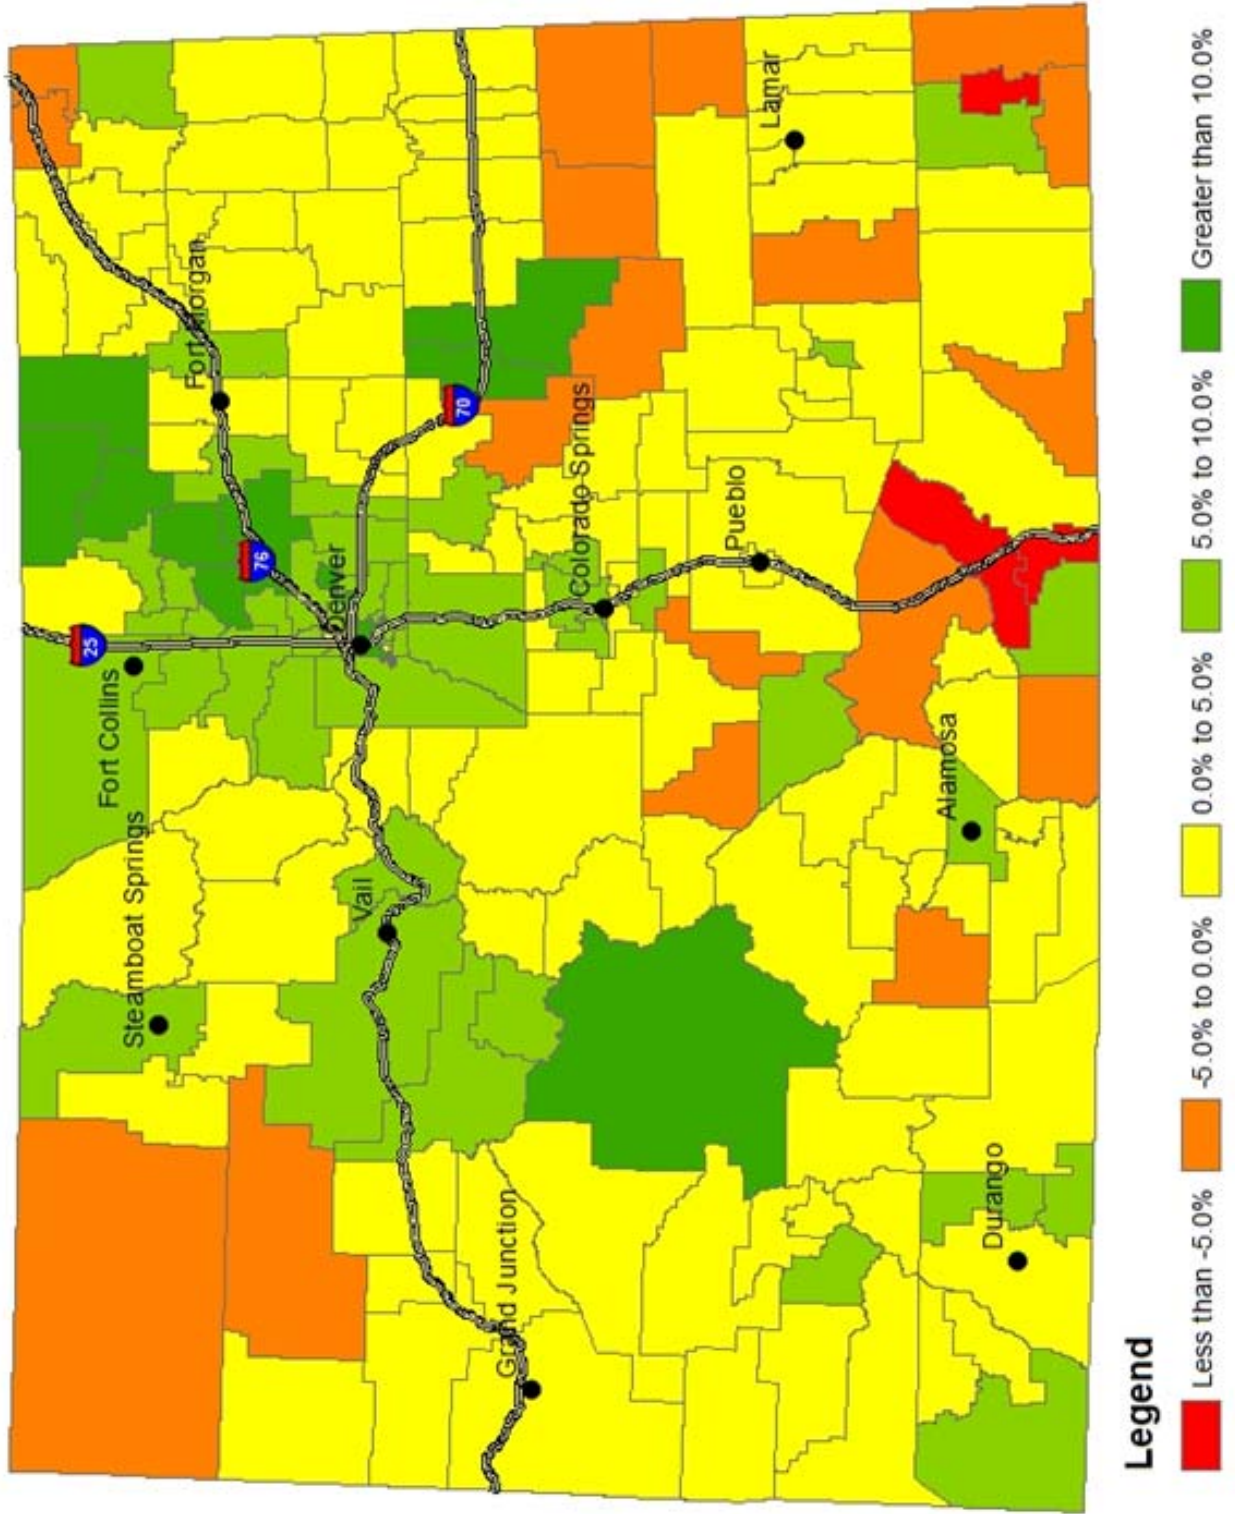 25
Fort Collins
Steamboat Springs
Fort Morgan
76
Denver
Vail
70
Grand Junction
Colorado Springs
Pueblo
Lamar
Alamosa
Durango
Legend
Less than -5.0%
-5.0% to 0.0%
0.0% to 5.0%
5.0% to 10.0%
Greater than 10.0%